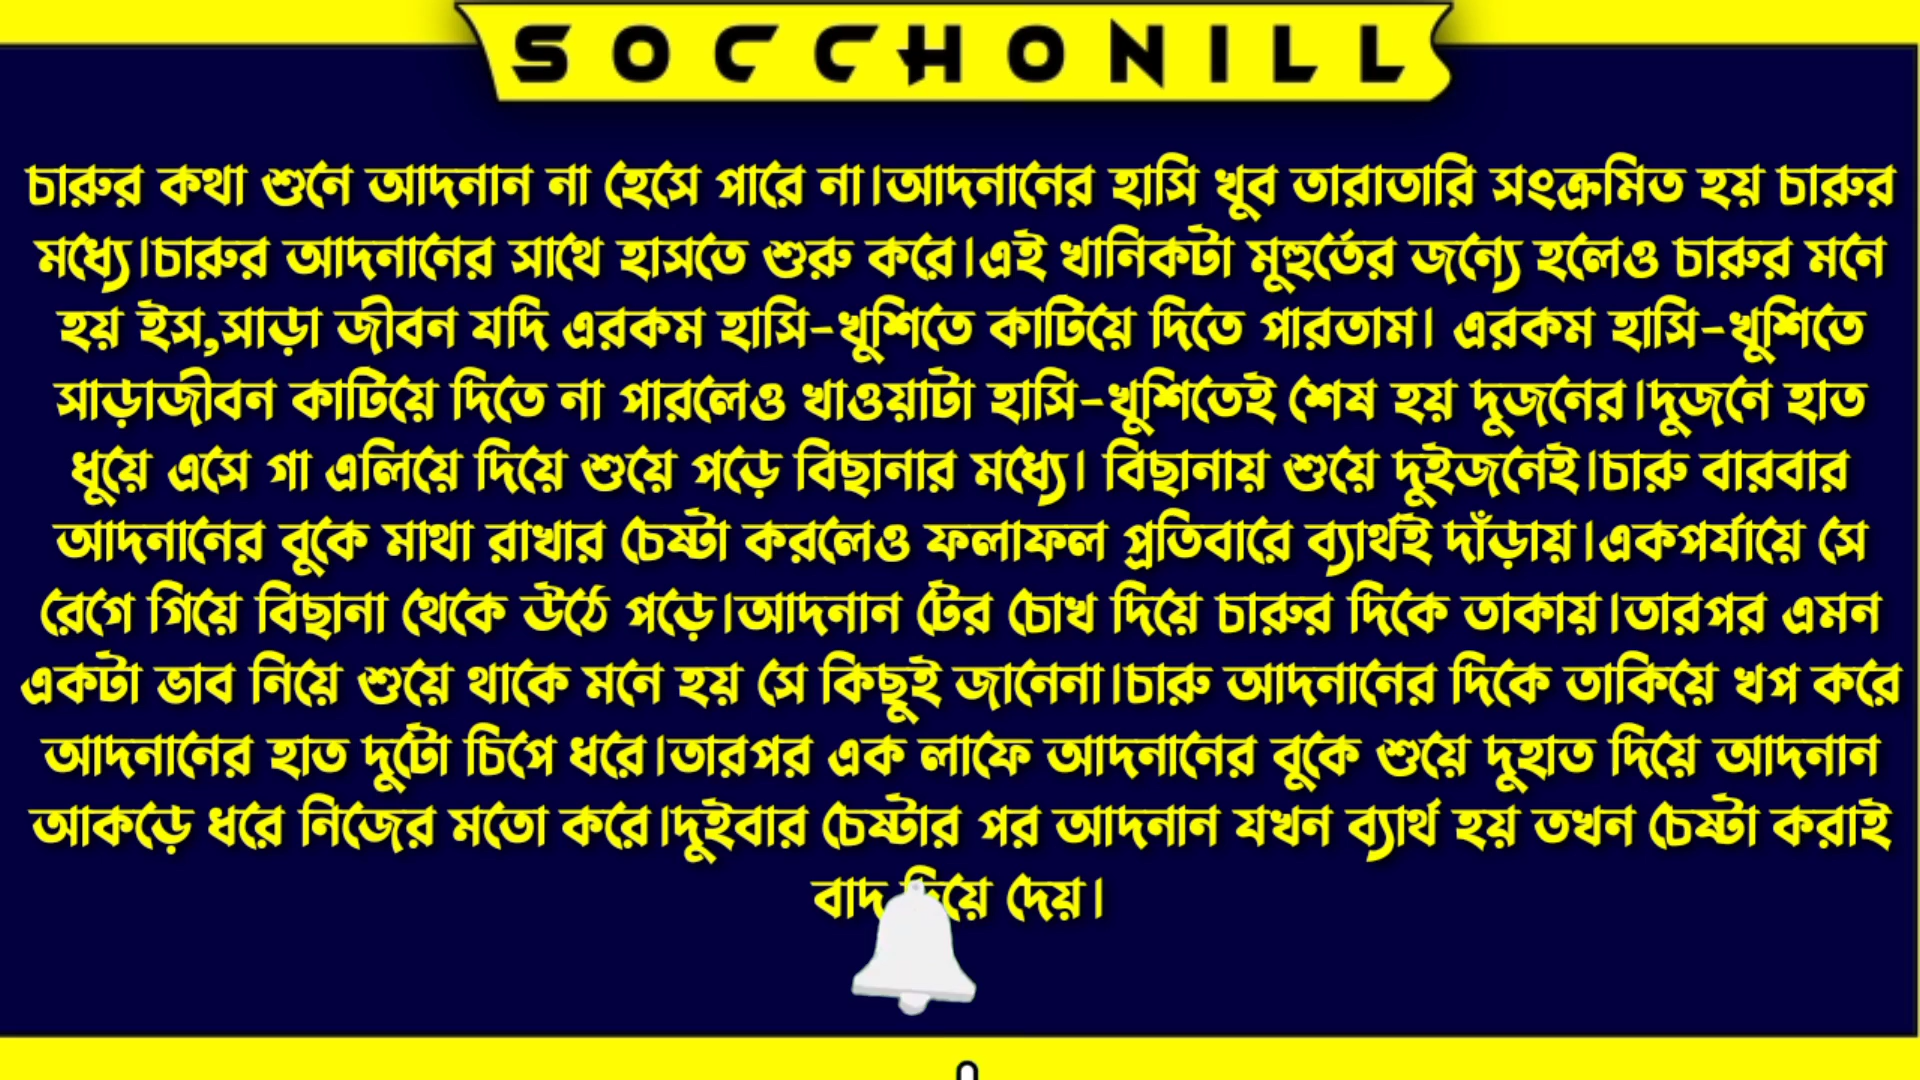 SOCCHONILL
চারুর কথা শুনে আদনান না হেসে পারে না।আদনানের হাসি খুব তারাতারি সংক্রমিত হয় চারুর
মধ্যে।চারুর আদনানের সাথে হাসতে শুরু করে।এই খানিকটা মুহুর্তের জন্যে হলেও চারুর মনে
হয় ইস,সাড়া জীবন যদি এরকম হাসি-খুশিতে কাটিয়ে দিতে পারতাম। এরকম হাসি-খুশিতে
সাড়াজীবন কাটিয়ে দিতে না পারলেও খাওয়াটা হাসি-খুশিতেই শেষ হয় দুজনের।দুজনে হাত
ধুয়ে এসে গা এলিয়ে দিয়ে শুয়ে পড়ে বিছানার মধ্যে। বিছানায় শুয়ে দুইজনেই।চারু বারবার
আদনানের বুকে মাথা রাখার চেষ্টা করলেও ফলাফল প্রতিবারে ব্যার্থই দাঁড়ায়।একপর্যায়ে সে
রেগে গিয়ে বিছানা থেকে উঠে পড়ে।আদনান টের চোখ দিয়ে চারুর দিকে তাকায়।তারপর এমন
একটা ভাব নিয়ে শুয়ে থাকে মনে হয় সে কিছুই জানেনা।চারু আদনানের দিকে তাকিয়ে খপ করে
আদনানের হাত দুটো চিপে ধরে।তারপর এক লাফে আদনানের বুকে শুয়ে দুহাত দিয়ে আদনান
আকড়ে ধরে নিজের মতো করে।দুইবার চেষ্টার পর আদনান যখন ব্যার্থ হয় তখন চেষ্টা করাই
বাদ দিয়ে দেয়।